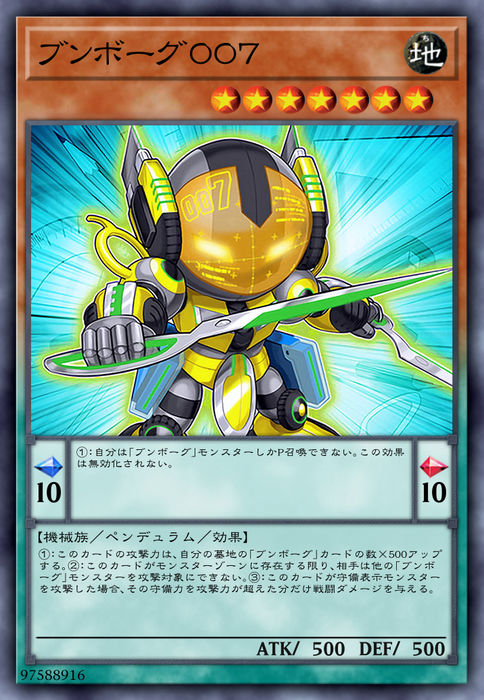 ブンボーグ007
地
ち
007
①:自分は「ブンボーグ」モンスターしかP召喚できない。この効果
は無効化されない。
10
10
【機械族/ペンデュラム/効果】
①:このカードの攻撃力は、自分の墓地の「ブンボーグ」カードの数×500アップ
する。②:このカードがモンスターゾーンに存在する限り、相手は他の「ブンボ
ーグ」モンスターを攻撃対象にできない。③:このカードが守備表示モンスター
を攻撃した場合、その守備力を攻撃力が超えた分だけ戦闘ダメージを与える。
ATK/ 500 DEF/ 500
97588916